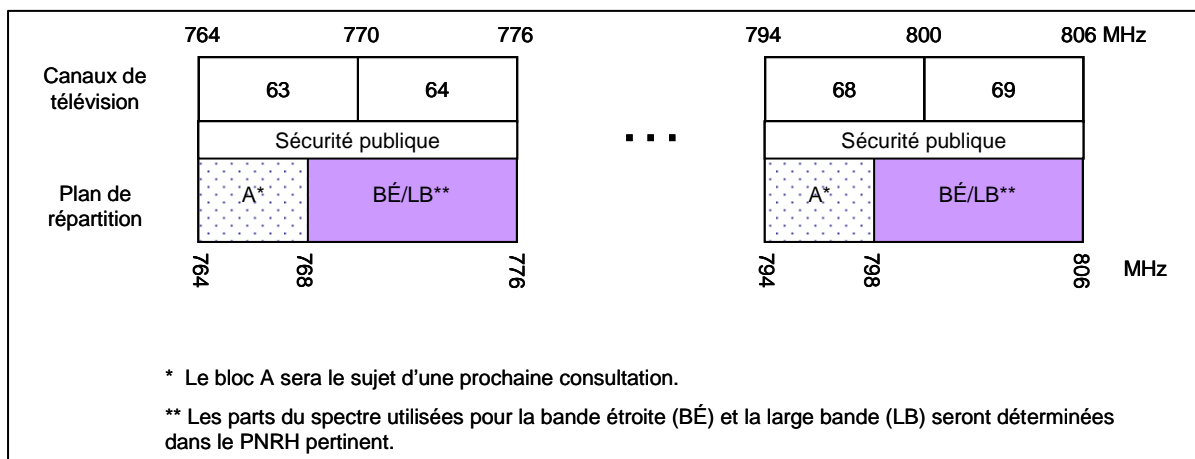 764 770 776 794 800 806 MHz
Canaux de
télévision
63 64 68 69
Sécurité publique Sécurité publique
Plan de
répartition
A* BÉ/LB** A* BÉ/LB**
764 768 776 794 798 806 MHz
* Le bloc A sera le sujet d’une prochaine consultation.
** Les parts du spectre utilisées pour la bande étroite (BÉ) et la large bande (LB) seront déterminées
dans le PNRH pertinent.